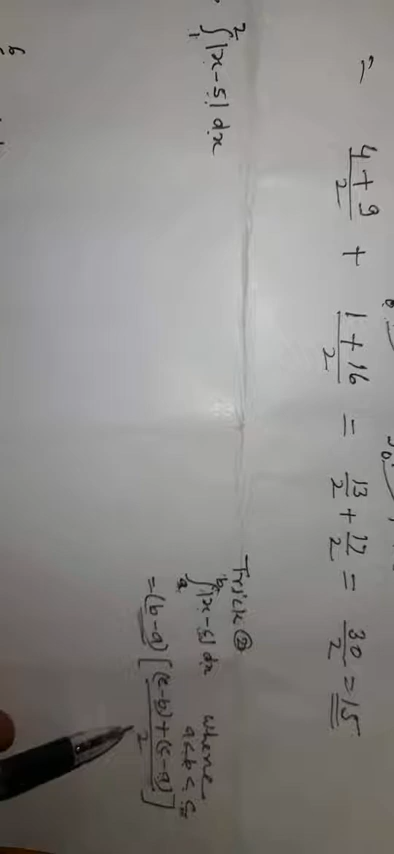 = 4+9/2 + 1+16/2 = 13/2 + 17/2 = 30/2 = 15
∫₁² |x-5| dx
Trick ②
∫ₐᵇ |x-c| dx where a<b<c
= (b-a) [(c-b)+(c-a)/2]